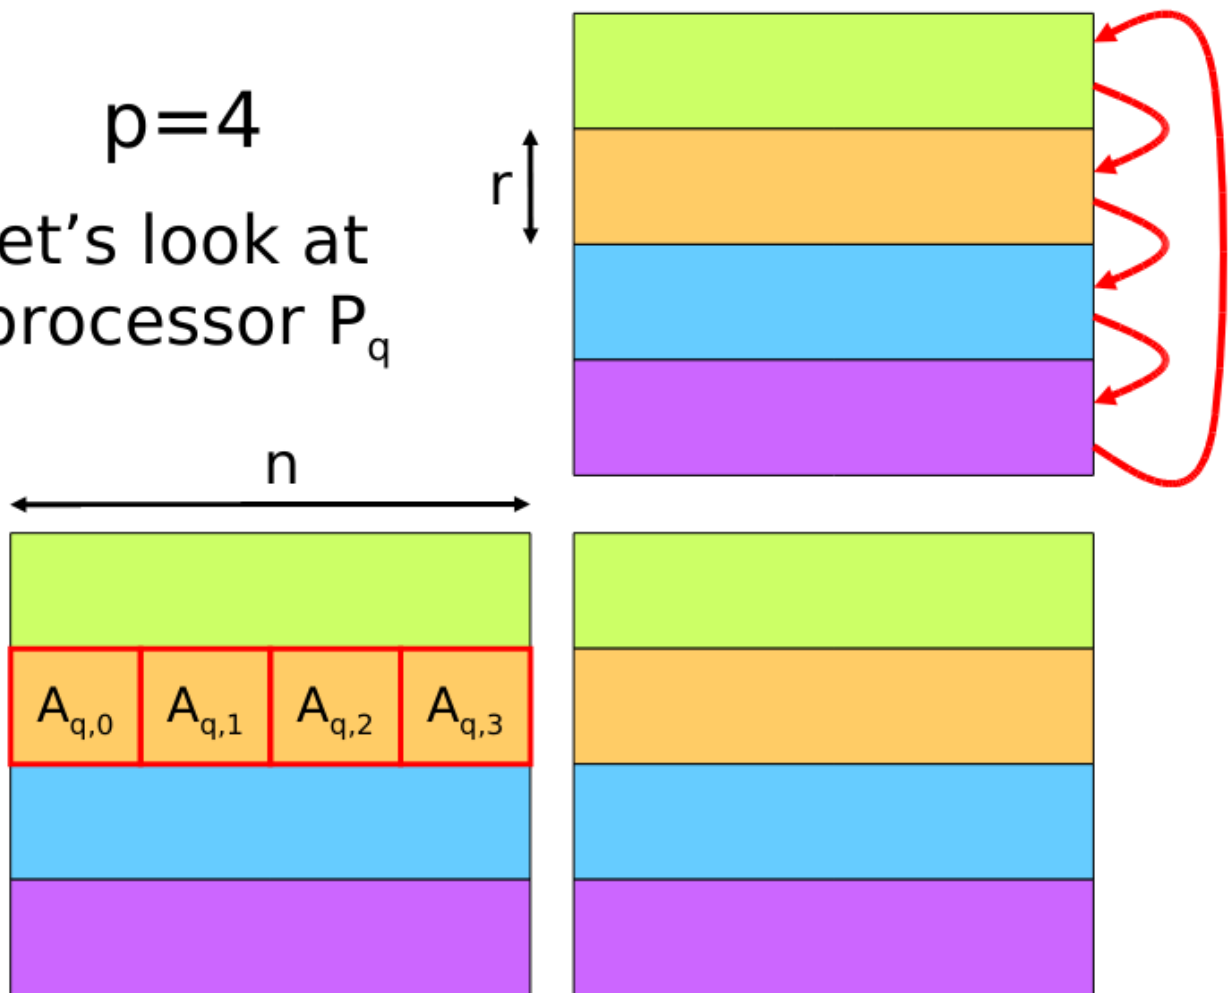 p=4
r
et’s look at
rocessor Pq
n
Aq,0 Aq,1 Aq,2 Aq,3